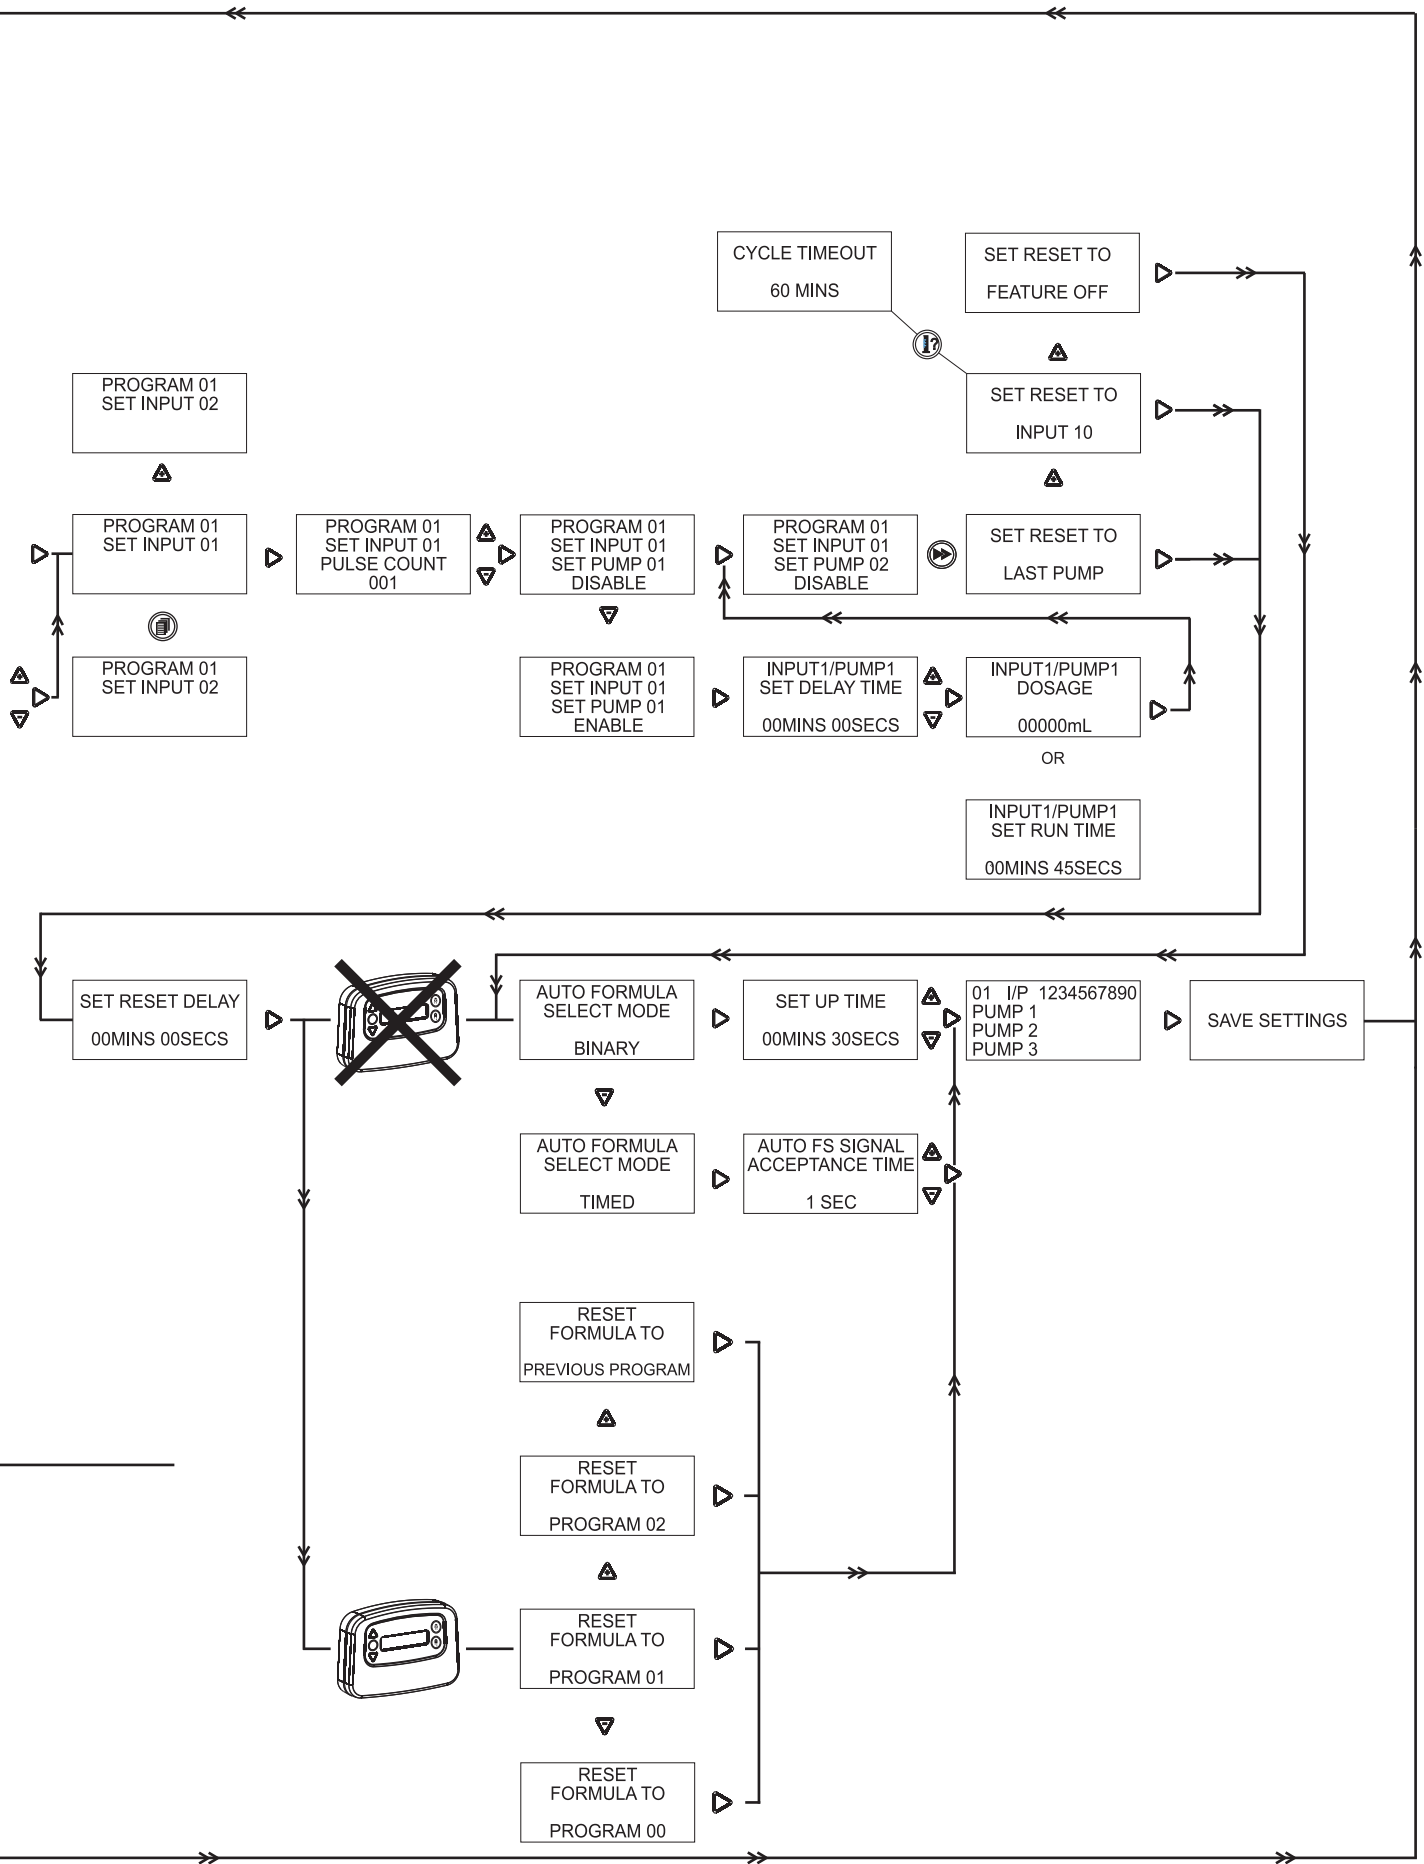 CYCLE TIMEOUT
60 MINS
SET RESET TO
FEATURE OFF
I?
PROGRAM 01
SET INPUT 02
SET RESET TO
INPUT 10
PROGRAM 01
SET INPUT 01
PROGRAM 01
SET INPUT 01
PULSE COUNT
001
PROGRAM 01
SET INPUT 01
SET PUMP 01
DISABLE
PROGRAM 01
SET INPUT 01
SET PUMP 02
DISABLE
SET RESET TO
LAST PUMP
PROGRAM 01
SET INPUT 02
PROGRAM 01
SET INPUT 01
SET PUMP 01
ENABLE
INPUT1/PUMP1
SET DELAY TIME
00MINS 00SECS
INPUT1/PUMP1
DOSAGE
00000mL
OR
INPUT1/PUMP1
SET RUN TIME
00MINS 45SECS
SET RESET DELAY
00MINS 00SECS
AUTO FORMULA
SELECT MODE
BINARY
SET UP TIME
00MINS 30SECS
01 I/P 1234567890
PUMP 1
PUMP 2
PUMP 3
SAVE SETTINGS
AUTO FORMULA
SELECT MODE
TIMED
AUTO FS SIGNAL
ACCEPTANCE TIME
1 SEC
RESET
FORMULA TO
PREVIOUS PROGRAM
RESET
FORMULA TO
PROGRAM 02
RESET
FORMULA TO
PROGRAM 01
RESET
FORMULA TO
PROGRAM 00